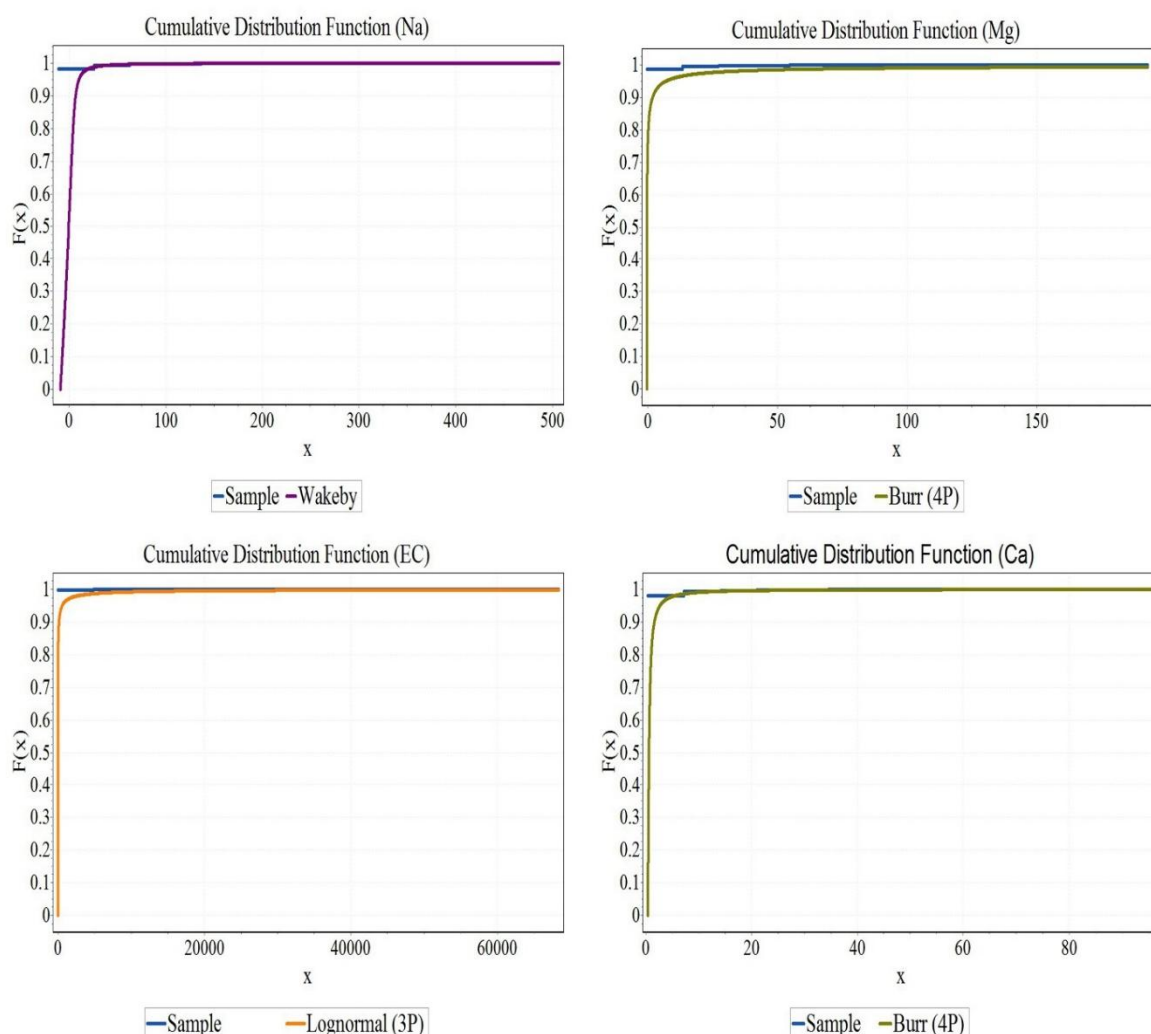 Cumulative Distribution Function (Na)
1
0.9
0.8
0.7
0.6
0.5
0.4
0.3
0.2
0.1
0
F(x)
0 100 200 300 400 500
x
Sample Wakeby
Cumulative Distribution Function (Mg)
1
0.9
0.8
0.7
0.6
0.5
0.4
0.3
0.2
0.1
0
F(x)
0 50 100 150
x
Sample Burr (4P)
Cumulative Distribution Function (EC)
1
0.9
0.8
0.7
0.6
0.5
0.4
0.3
0.2
0.1
0
F(x)
0 20000 40000 60000
x
Sample Lognormal (3P)
Cumulative Distribution Function (Ca)
1
0.9
0.8
0.7
0.6
0.5
0.4
0.3
0.2
0.1
0
F(x)
0 20 40 60 80
x
Sample Burr (4P)